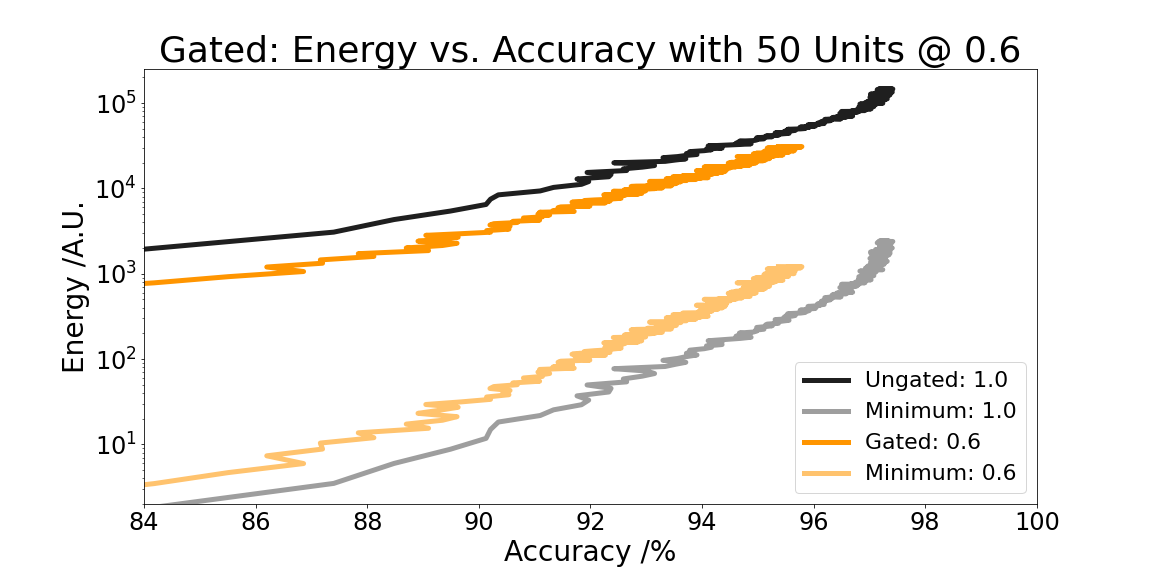 Gated: Energy vs. Accuracy with 50 Units @ 0.6
Energy /A.U.
10^5
10^4
10^3
10^2
10^1
84 86 88 90 92 94 96 98 100
Accuracy /%
Ungated: 1.0
Minimum: 1.0
Gated: 0.6
Minimum: 0.6